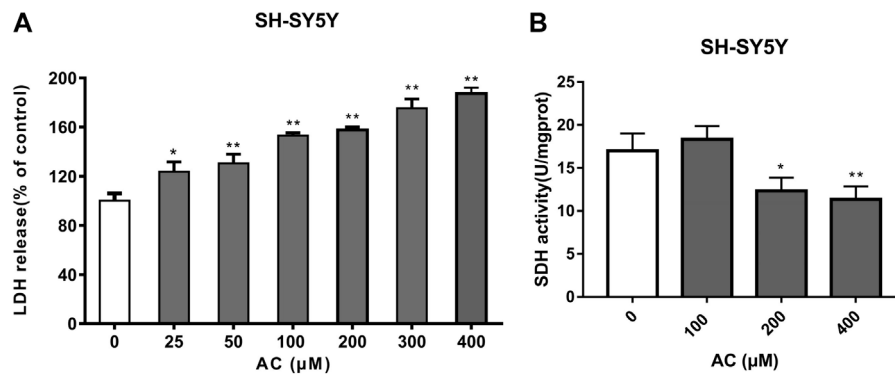 A
SH-SY5Y
LDH release(% of control)
200
160
120
80
40
0
*
**
**
**
**
**
0 25 50 100 200 300 400
AC (μM)
B
SH-SY5Y
SDH activity(U/mgprot)
25
20
15
10
5
0
*
**
0 100 200 400
AC (μM)